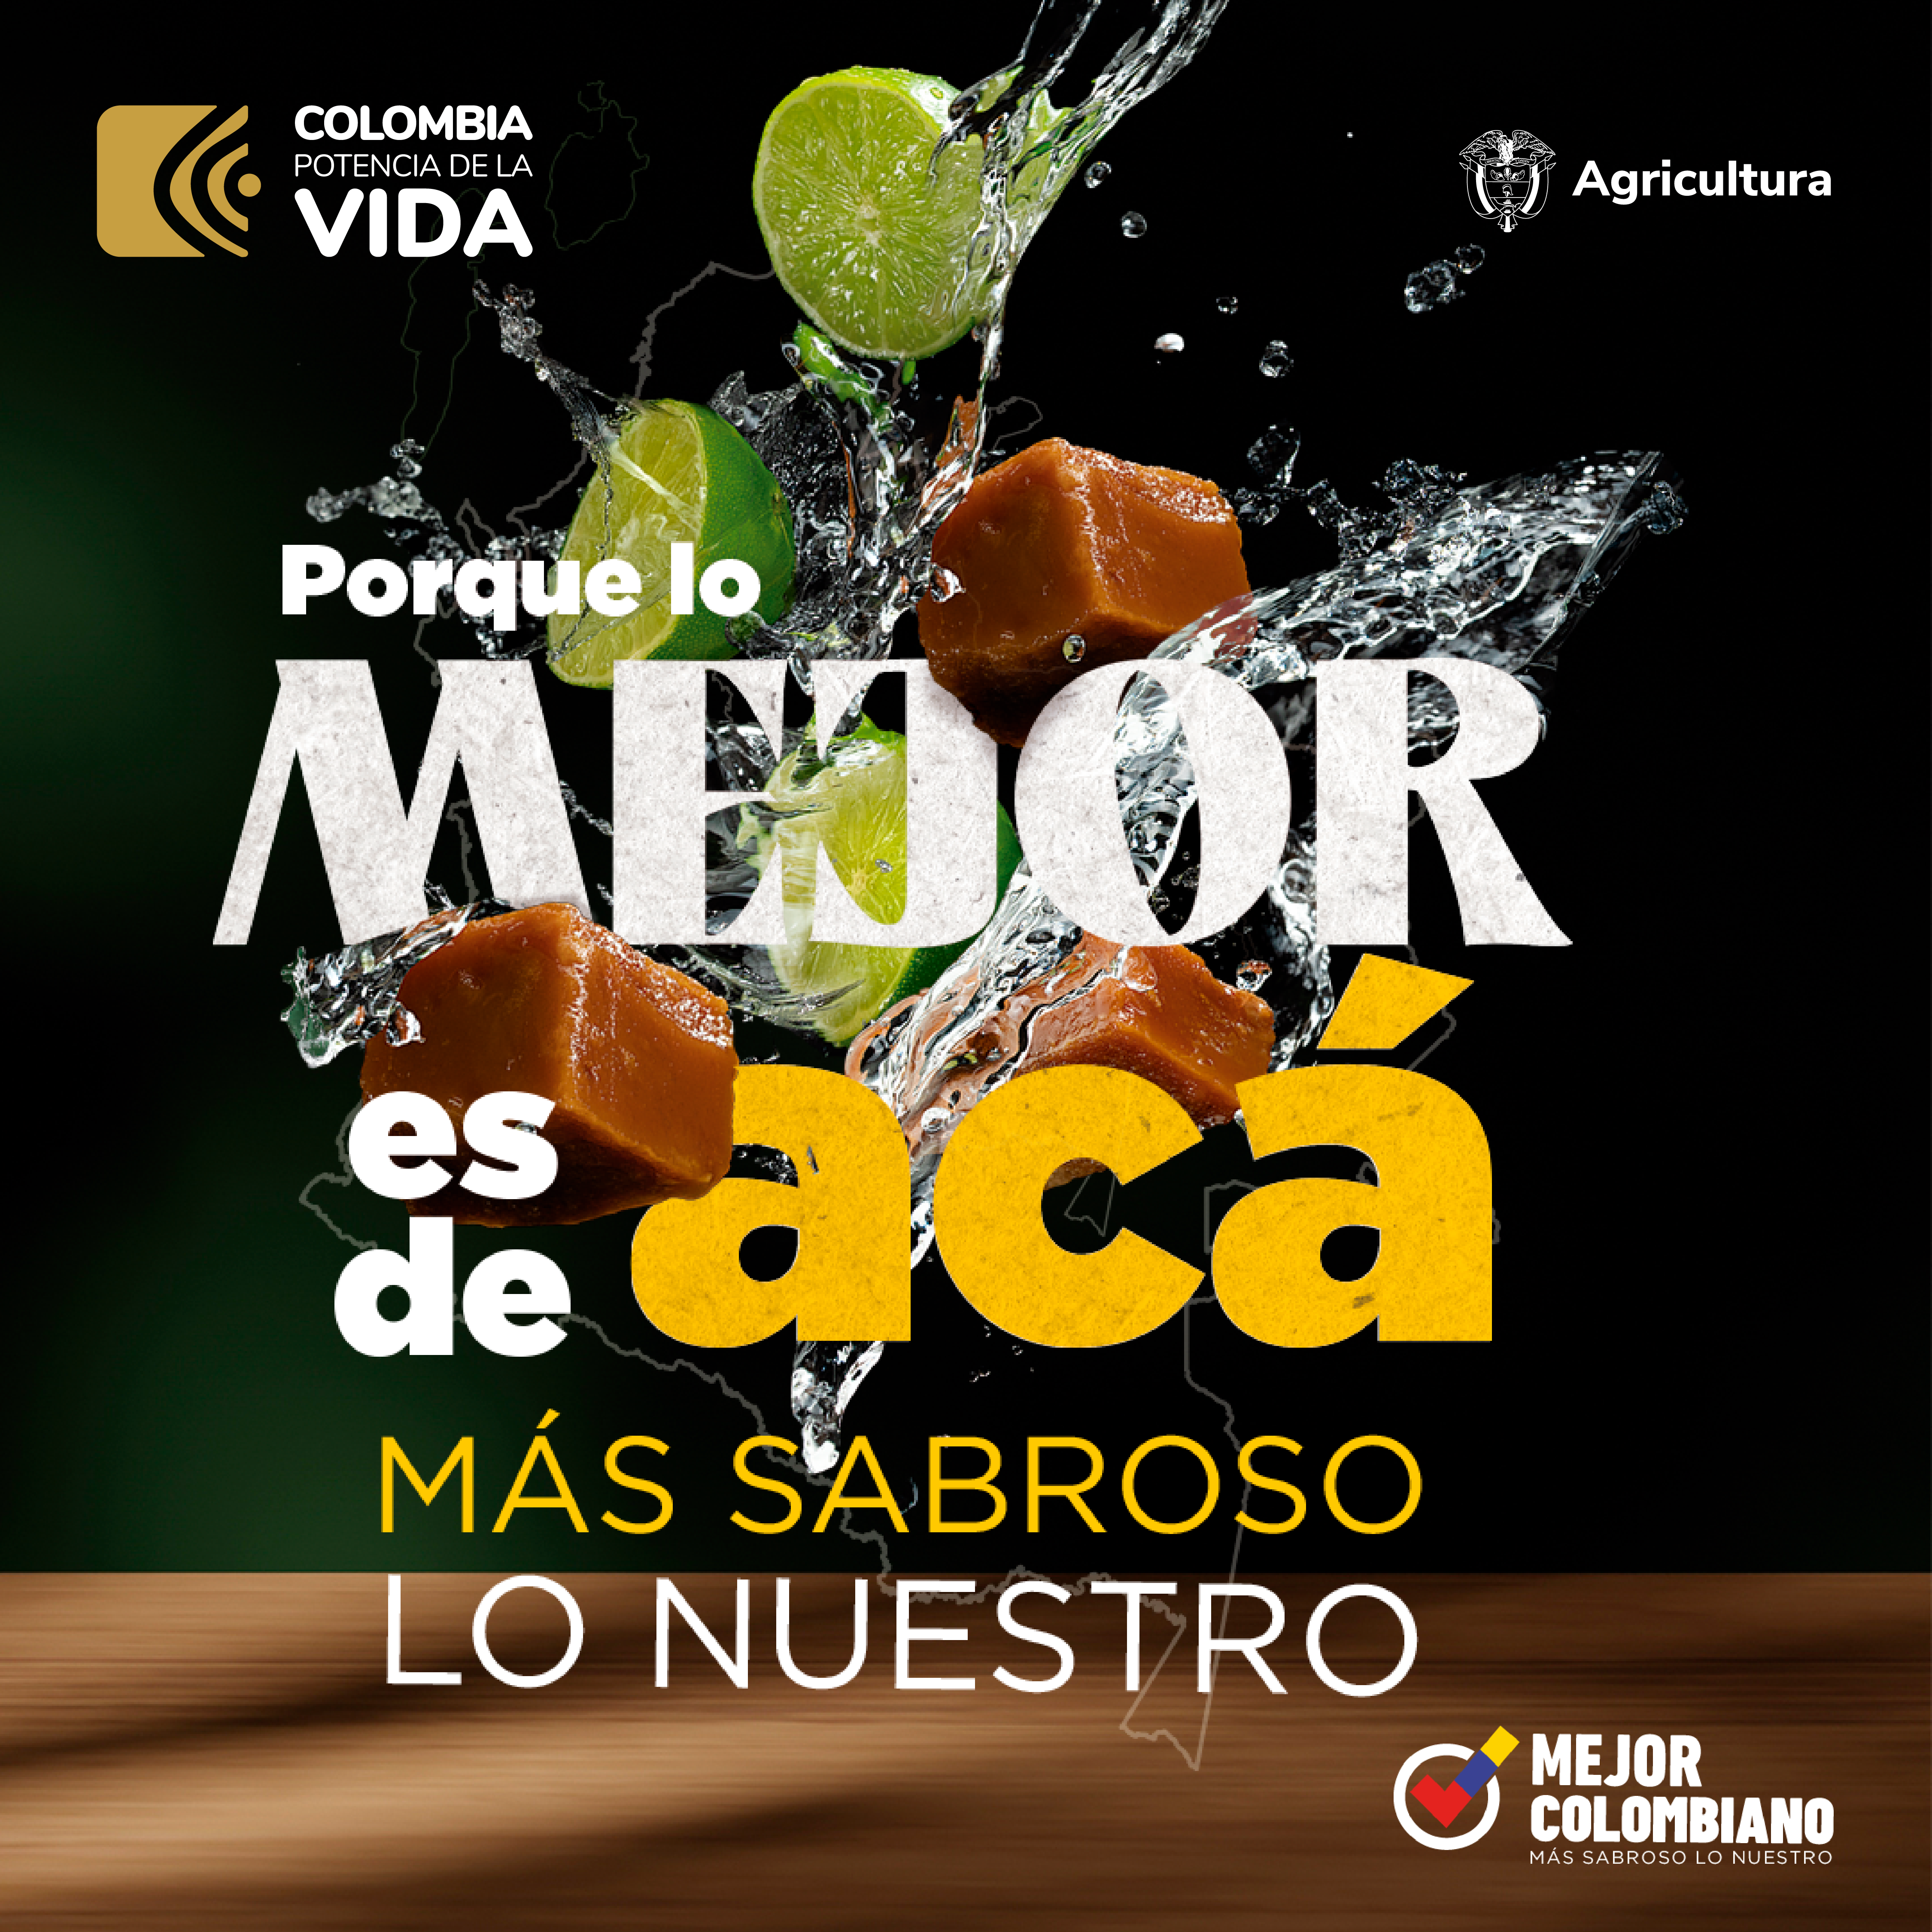 COLOMBIA
POTENCIA DE LA
VIDA
Agricultura
Porque lo
MEJOR
es
de acá
MÁS SABROSO
LO NUESTRO
MEJOR
COLOMBIANO
MÁS SABROSO LO NUESTRO